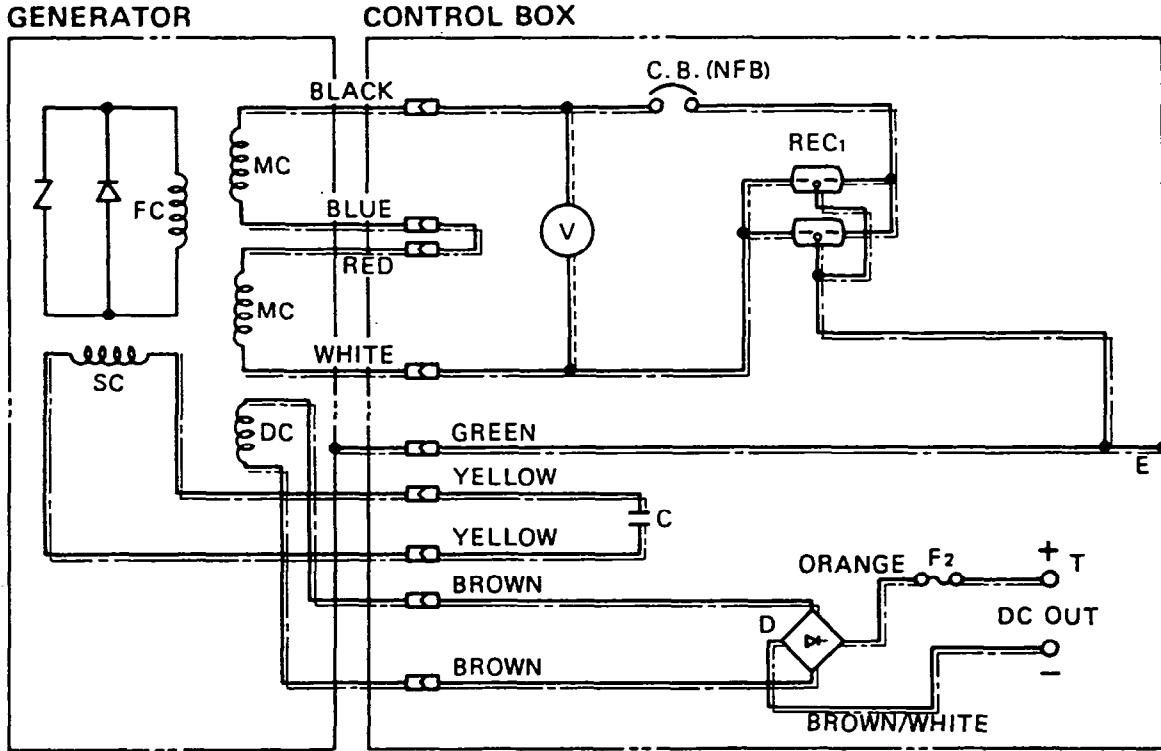 GENERATOR
CONTROL BOX
C.B.(NFB)
BLACK
REC1
MC
FC
BLUE
V
RED
MC
WHITE
SC
DC
GREEN
E
YELLOW
C
YELLOW
ORANGE
F2
+
T
BROWN
D
DC OUT
BROWN
−
BROWN/WHITE